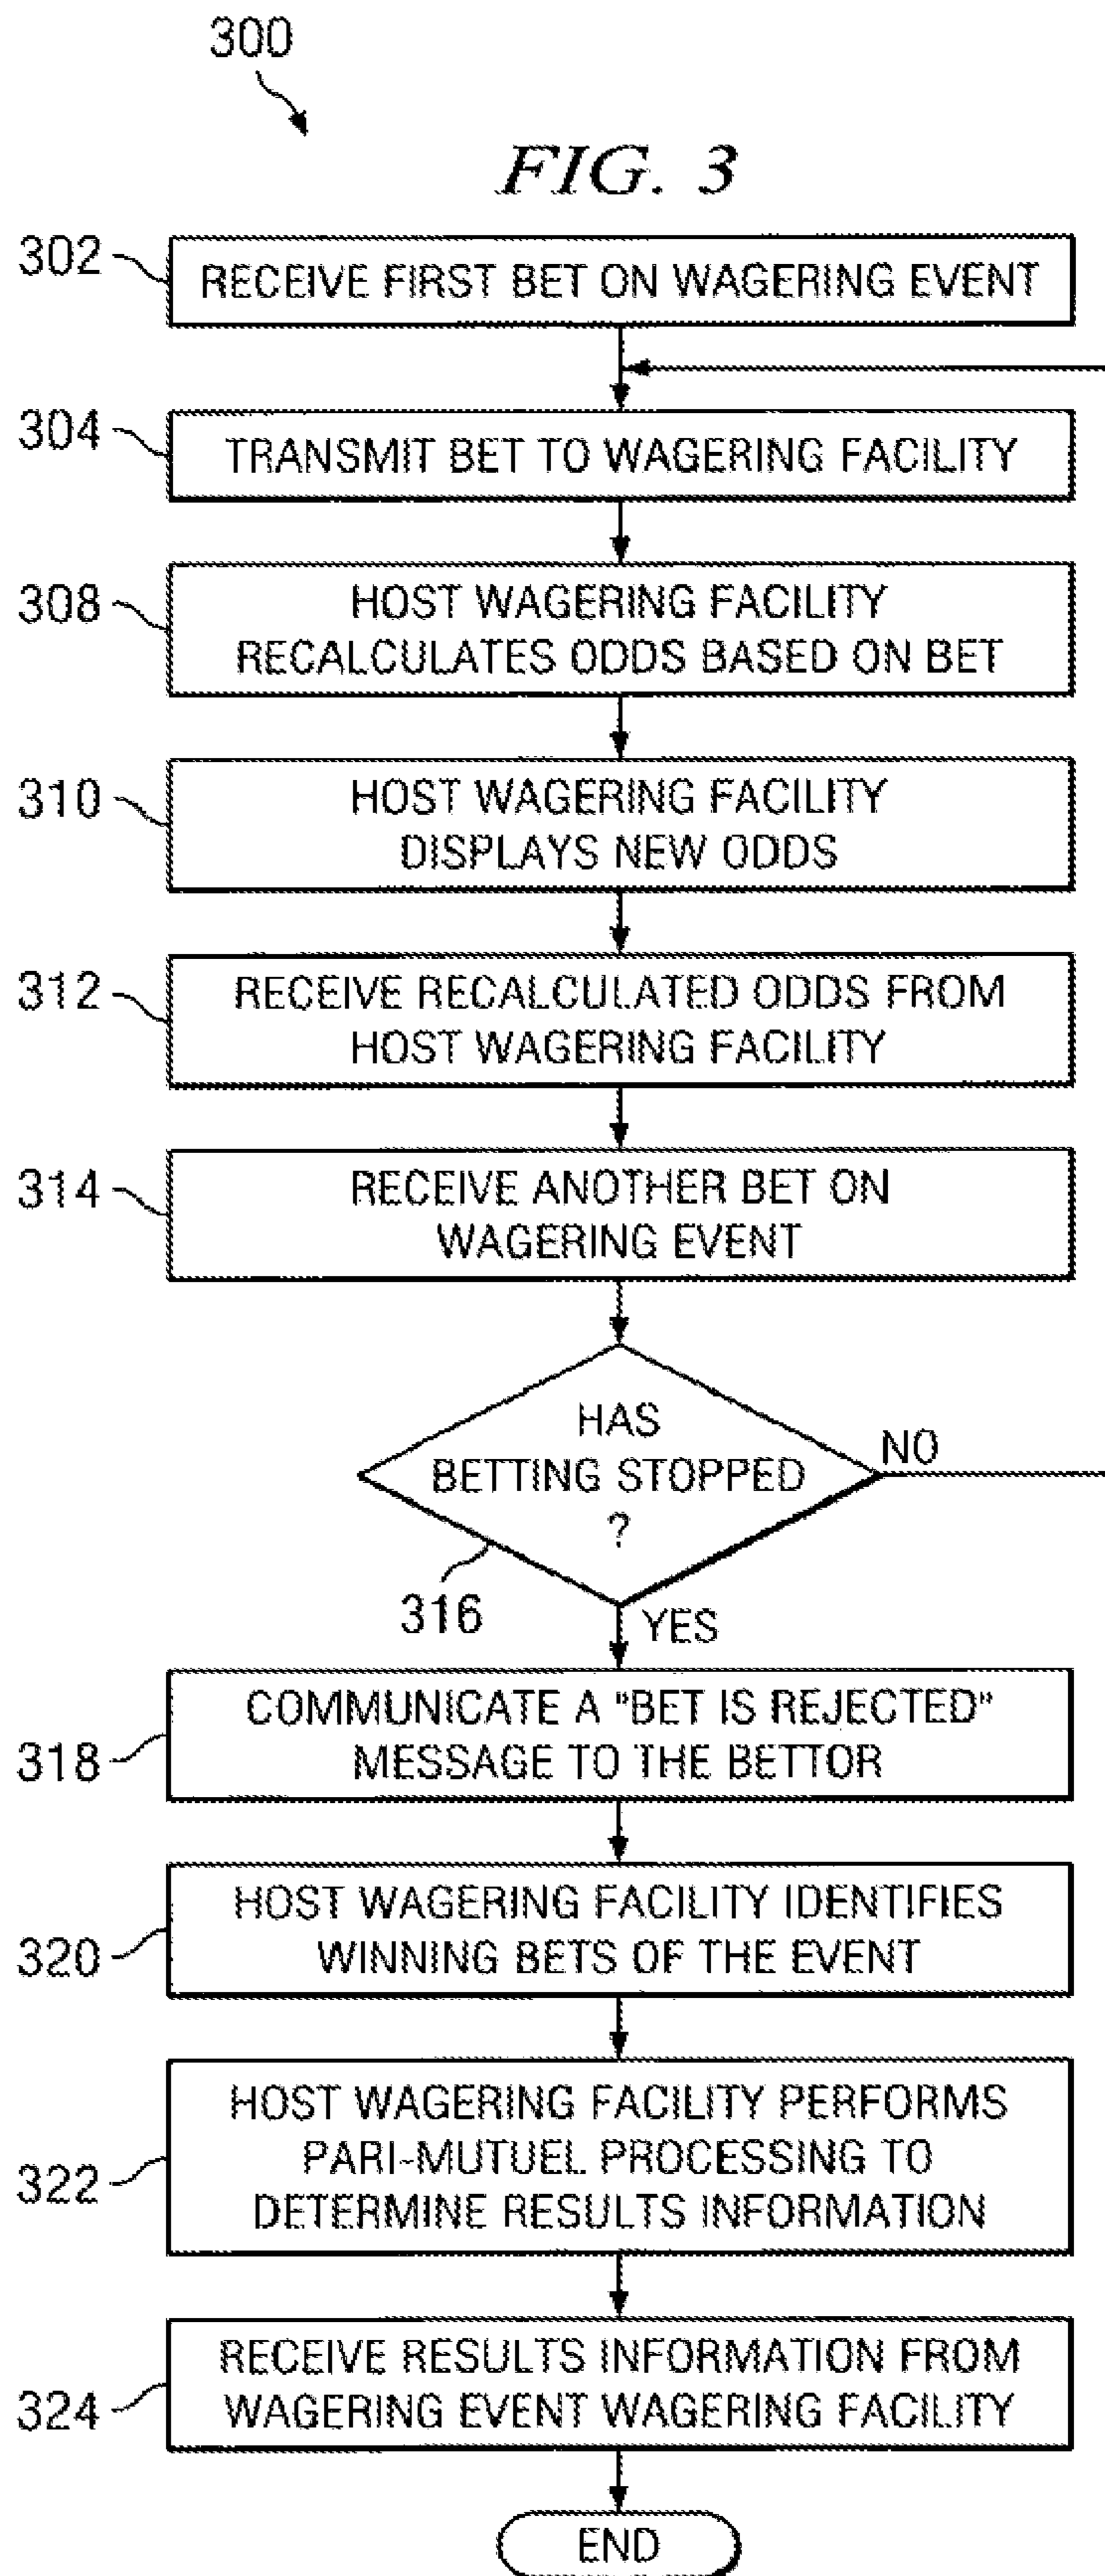 300
FIG. 3
302
RECEIVE FIRST BET ON WAGERING EVENT
304
TRANSMIT BET TO WAGERING FACILITY
308
HOST WAGERING FACILITY
RECALCULATES ODDS BASED ON BET
310
HOST WAGERING FACILITY
DISPLAYS NEW ODDS
312
RECEIVE RECALCULATED ODDS FROM
HOST WAGERING FACILITY
314
RECEIVE ANOTHER BET ON
WAGERING EVENT
HAS
BETTING STOPPED
?
NO
316
YES
318
COMMUNICATE A "BET IS REJECTED"
MESSAGE TO THE BETTOR
320
HOST WAGERING FACILITY IDENTIFIES
WINNING BETS OF THE EVENT
322
HOST WAGERING FACILITY PERFORMS
PARI-MUTUEL PROCESSING TO
DETERMINE RESULTS INFORMATION
324
RECEIVE RESULTS INFORMATION FROM
WAGERING EVENT WAGERING FACILITY
END